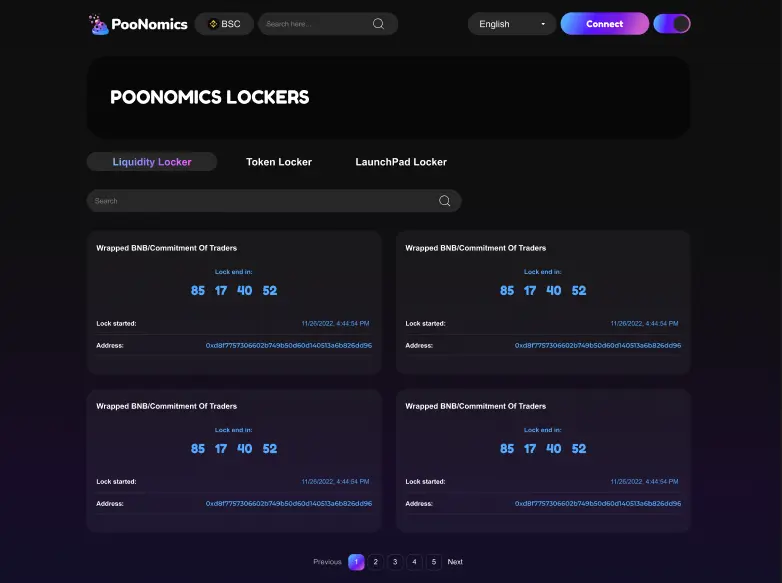 PooNomics BSC Search here... English Connect
POONOMICS LOCKERS
Liquidity Locker Token Locker LaunchPad Locker
Search
Wrapped BNB/Commitment Of Traders
Lock end in:
85 17 40 52
Lock started: 11/26/2022, 4:44:54 PM
Address: 0xd8f7757306602b749b50d60d140513a6b826dd96
Wrapped BNB/Commitment Of Traders
Lock end in:
85 17 40 52
Lock started: 11/26/2022, 4:44:54 PM
Address: 0xd8f7757306602b749b50d60d140513a6b826dd96
Wrapped BNB/Commitment Of Traders
Lock end in:
85 17 40 52
Lock started: 11/26/2022, 4:44:54 PM
Address: 0xd8f7757306602b749b50d60d140513a6b826dd96
Wrapped BNB/Commitment Of Traders
Lock end in:
85 17 40 52
Lock started: 11/26/2022, 4:44:54 PM
Address: 0xd8f7757306602b749b50d60d140513a6b826dd96
Previous 1 2 3 4 5 Next